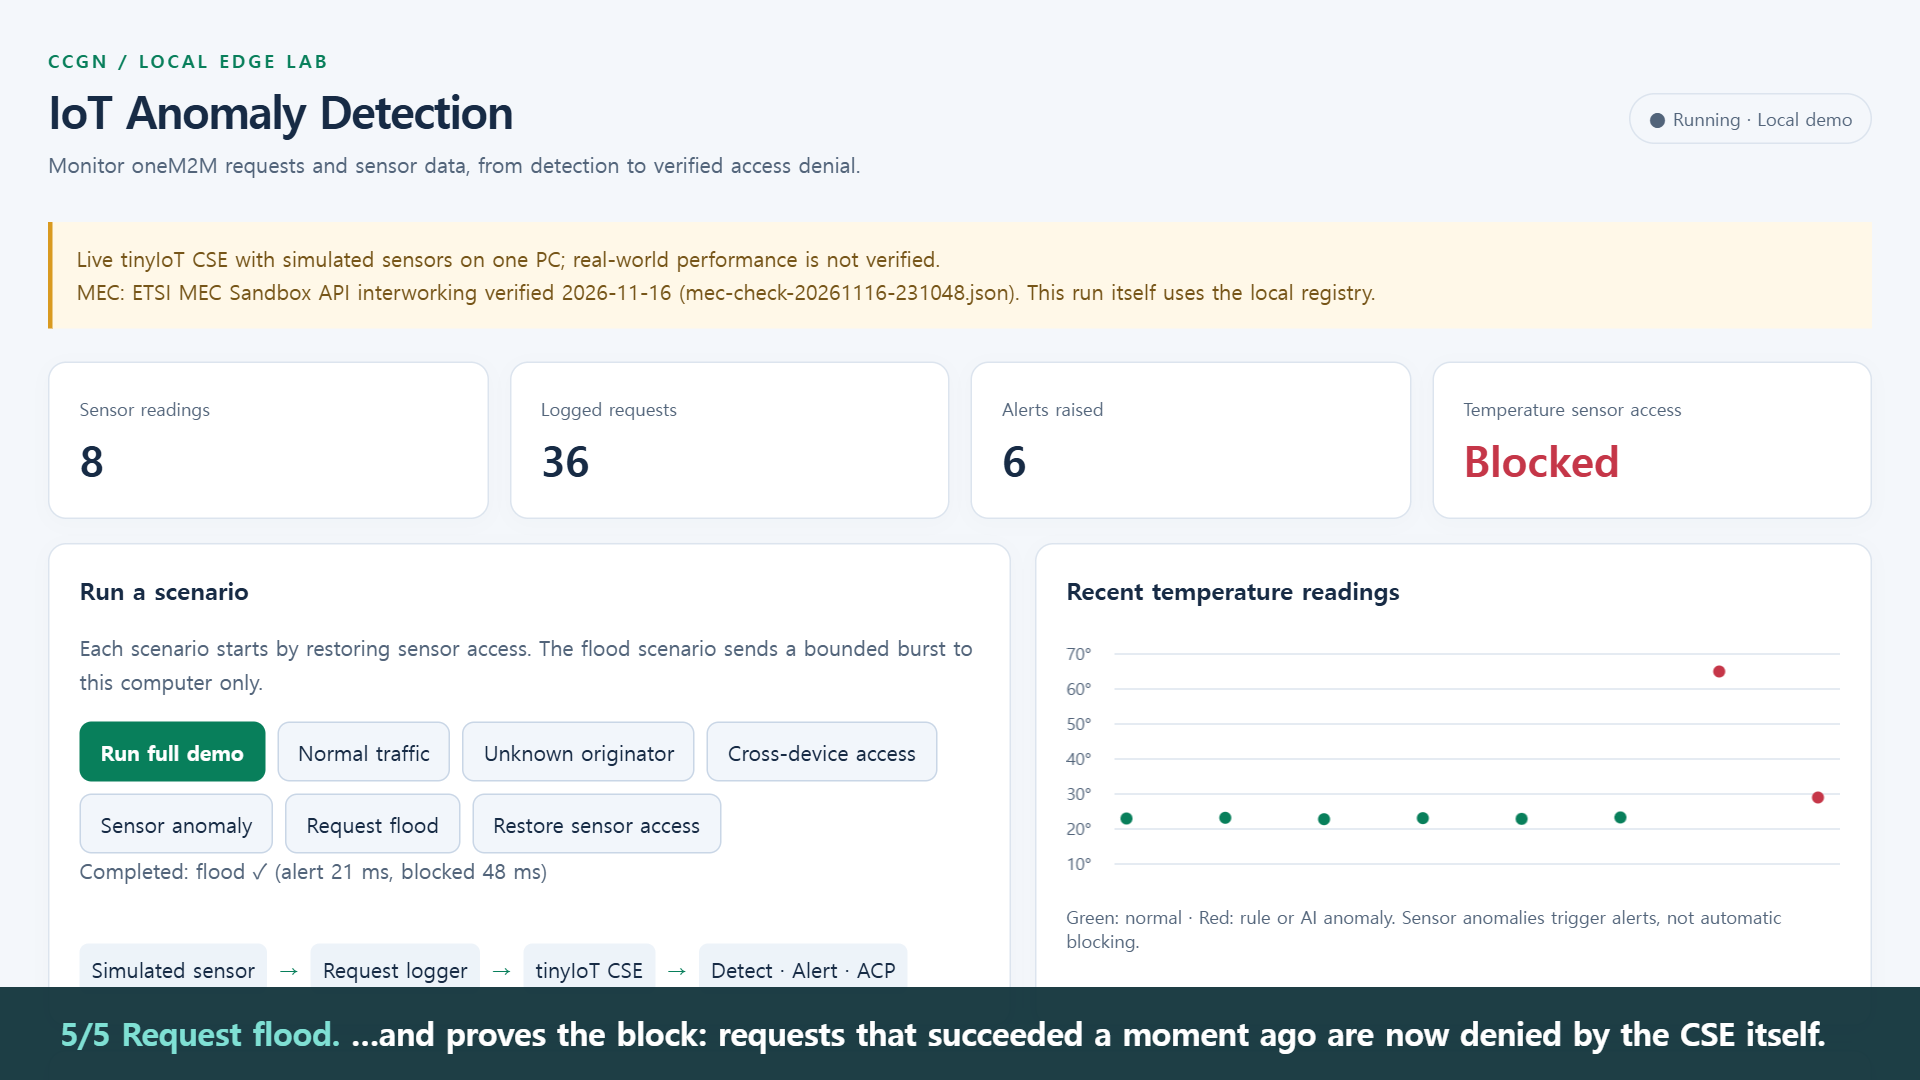 CCGN / LOCAL EDGE LAB
IoT Anomaly Detection
Monitor oneM2M requests and sensor data, from detection to verified access denial.
Running · Local demo
Live tinyIoT CSE with simulated sensors on one PC; real-world performance is not verified.
MEC: ETSI MEC Sandbox API interworking verified 2026-11-16 (mec-check-20261116-231048.json). This run itself uses the local registry.
Sensor readings
8
Logged requests
36
Alerts raised
6
Temperature sensor access
Blocked
Run a scenario
Each scenario starts by restoring sensor access. The flood scenario sends a bounded burst to
this computer only.
Run full demo
Normal traffic
Unknown originator
Cross-device access
Sensor anomaly
Request flood
Restore sensor access
Completed: flood ✓ (alert 21 ms, blocked 48 ms)
Simulated sensor → Request logger → tinyIoT CSE → Detect · Alert · ACP
Recent temperature readings
70°
60°
50°
40°
30°
20°
10°
Green: normal · Red: rule or AI anomaly. Sensor anomalies trigger alerts, not automatic
blocking.
5/5 Request flood. ...and proves the block: requests that succeeded a moment ago are now denied by the CSE itself.